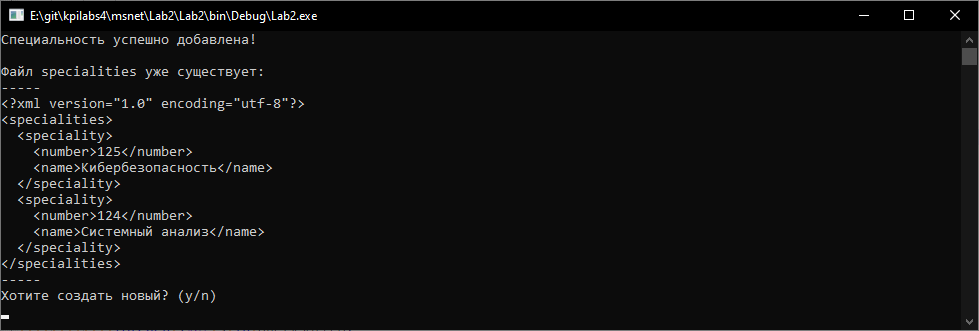 E:\git\kpilabs4\msnet\Lab2\Lab2\bin\Debug\Lab2.exe
Специальность успешно добавлена!
Файл specialities уже существует:
-----
<?xml version="1.0" encoding="utf-8"?>
<specialities>
  <speciality>
    <number>125</number>
    <name>Кибербезопасность</name>
  </speciality>
  <speciality>
    <number>124</number>
    <name>Системный анализ</name>
  </speciality>
</specialities>
-----
Хотите создать новый? (y/n)